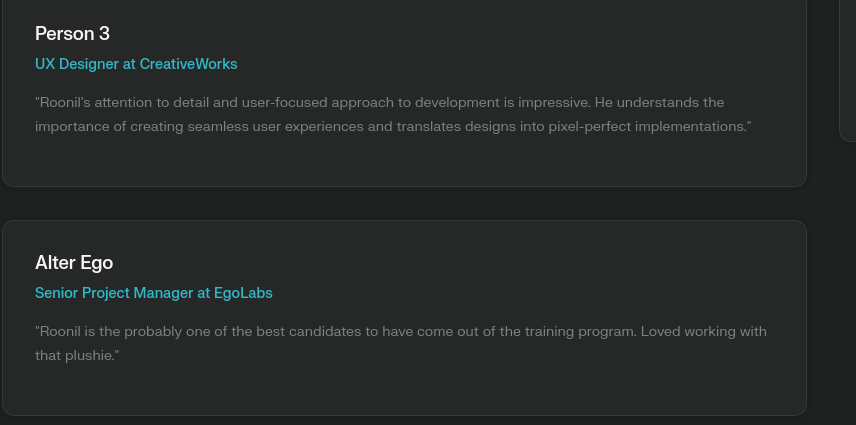 Person 3
UX Designer at CreativeWorks
"Roonil's attention to detail and user-focused approach to development is impressive. He understands the
importance of creating seamless user experiences and translates designs into pixel-perfect implementations."
Alter Ego
Senior Project Manager at EgoLabs
"Roonil is the probably one of the best candidates to have come out of the training program. Loved working with
that plushie."